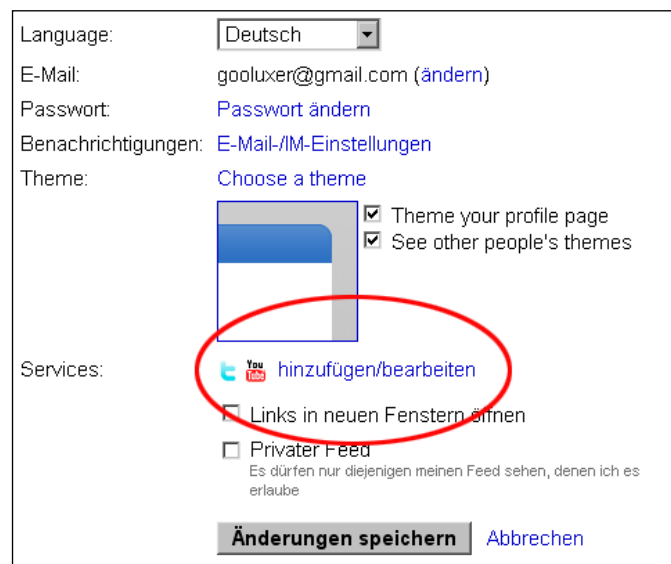 Language: Deutsch
E-Mail: gooluxer@gmail.com (ändern)
Passwort: Passwort ändern
Benachrichtigungen: E-Mail-/IM-Einstellungen
Theme: Choose a theme
Theme your profile page
See other people's themes
Services: t You Tube hinzufügen/bearbeiten
Links in neuen Fenstern öffnen
Privater Feed
Es dürfen nur diejenigen meinen Feed sehen, denen ich es
erlaube
Änderungen speichern Abbrechen